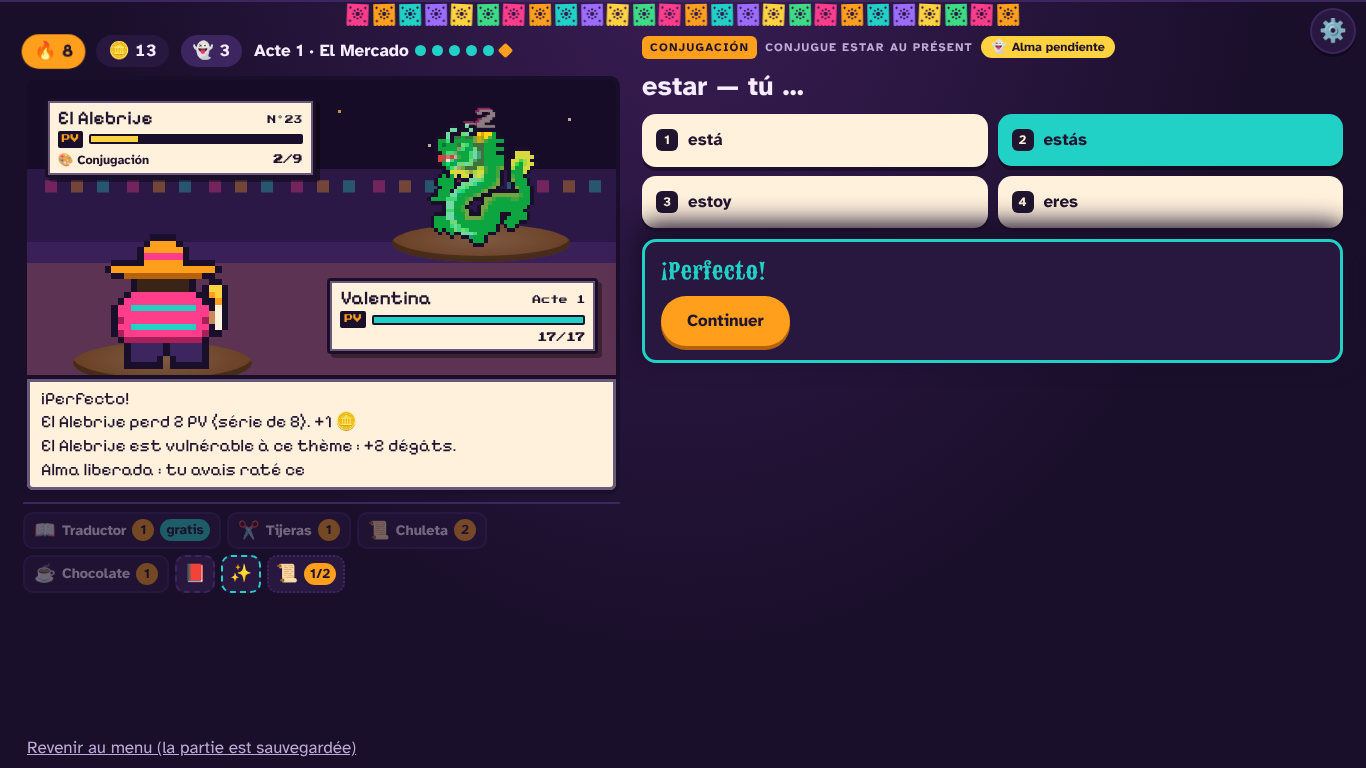 8
13
3
Acte 1 · El Mercado
El Alebrije
N°23
PV
Conjugación
2/9
-2
Valentina
Acte 1
PV
17/17
¡Perfecto!
El Alebrije perd 2 PV (série de 8). +1
El Alebrije est vulnérable à ce thème : +2 dégâts.
Alma liberada : tu avais raté ce
Traductor 1 gratis
Tijeras 1
Chuleta 2
Chocolate 1
1/2
Revenir au menu (la partie est sauvegardée)
CONJUGACIÓN CONJUGUE ESTAR AU PRÉSENT Alma pendiente
estar — tú ...
1 está
2 estás
3 estoy
4 eres
¡Perfecto!
Continuer